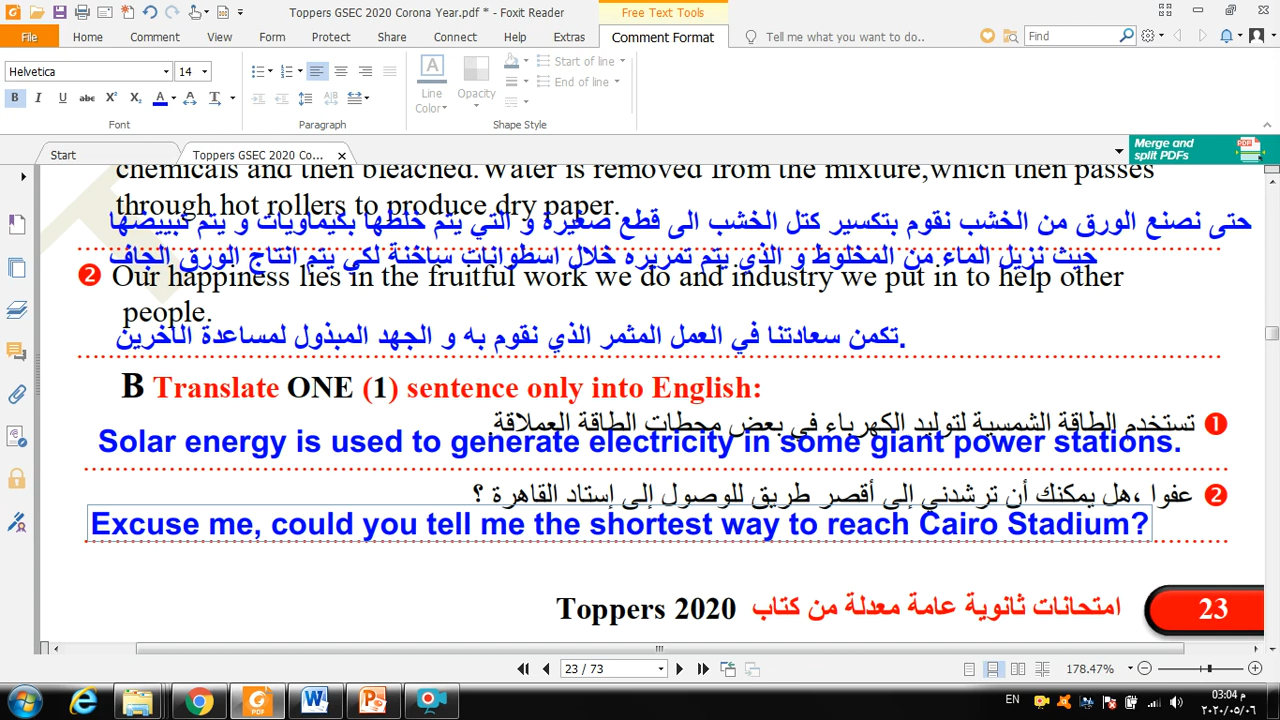 Toppers GSEC 2020 Corona Year.pdf * - Foxit Reader
Free Text Tools
File Home Comment View Form Protect Share Connect Help Extras Comment Format Tell me what you want to do.. Find
Helvetica 14
Line Color Opacity
Start of line
End of line
B I U abc X² X₂ A A T
Font Paragraph Shape Style
Start
Toppers GSEC 2020 Co... x
Merge and split PDFs
chemicals and then bleached.Water is removed from the mixture,which then passes
through hot rollers to produce dry paper.
حتى نصنع الورق من الخشب نقوم بتكسير كتل الخشب الى قطع صغيرة و التي يتم خلطها بكيماويات و يتم تبييضها
حيث نزيل الماء من المخلوط و الذي يتم تمريره خلال اسطوانات ساخنة لكي يتم انتاج الورق الجاف
2 Our happiness lies in the fruitful work we do and industry we put in to help other
people.
تكمن سعادتنا في العمل المثمر الذي نقوم به و الجهد المبذول لمساعدة الآخرين.
B Translate ONE (1) sentence only into English:
1 تستخدم الطاقة الشمسية لتوليد الكهرباء في بعض محطات الطاقة العملاقة.
Solar energy is used to generate electricity in some giant power stations.
2 عفوا ،هل يمكنك أن ترشدني إلى أقصر طريق للوصول إلى إستاد القاهرة ؟
Excuse me, could you tell me the shortest way to reach Cairo Stadium?
امتحانات ثانوية عامة معدلة من كتاب Toppers 2020
23
23 / 73
178.47%
EN
03:04 م
٢٠٢٠/٠٥/٠٦